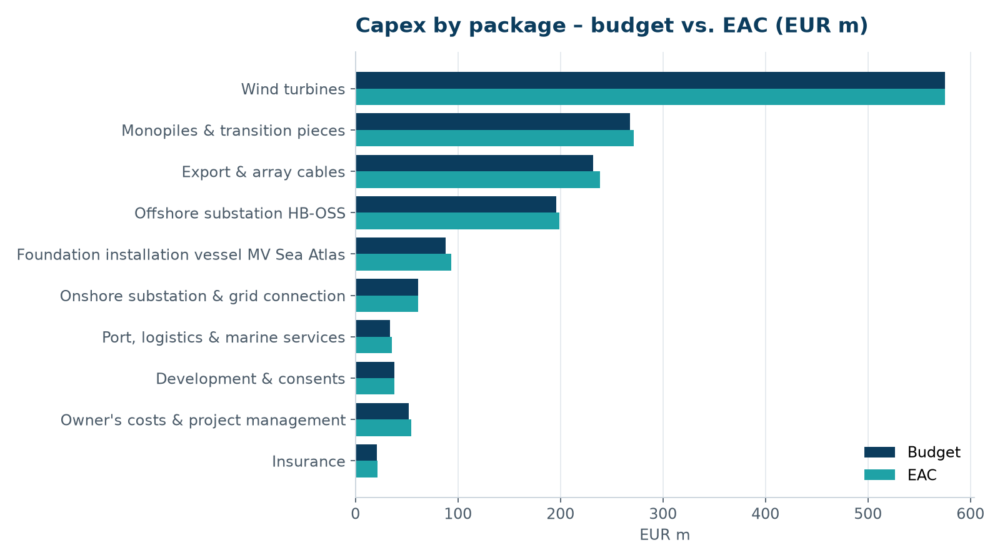 Capex by package – budget vs. EAC (EUR m)
Wind turbines
Monopiles & transition pieces
Export & array cables
Offshore substation HB-OSS
Foundation installation vessel MV Sea Atlas
Onshore substation & grid connection
Port, logistics & marine services
Development & consents
Owner's costs & project management
Insurance
Budget
EAC
0 100 200 300 400 500 600
EUR m